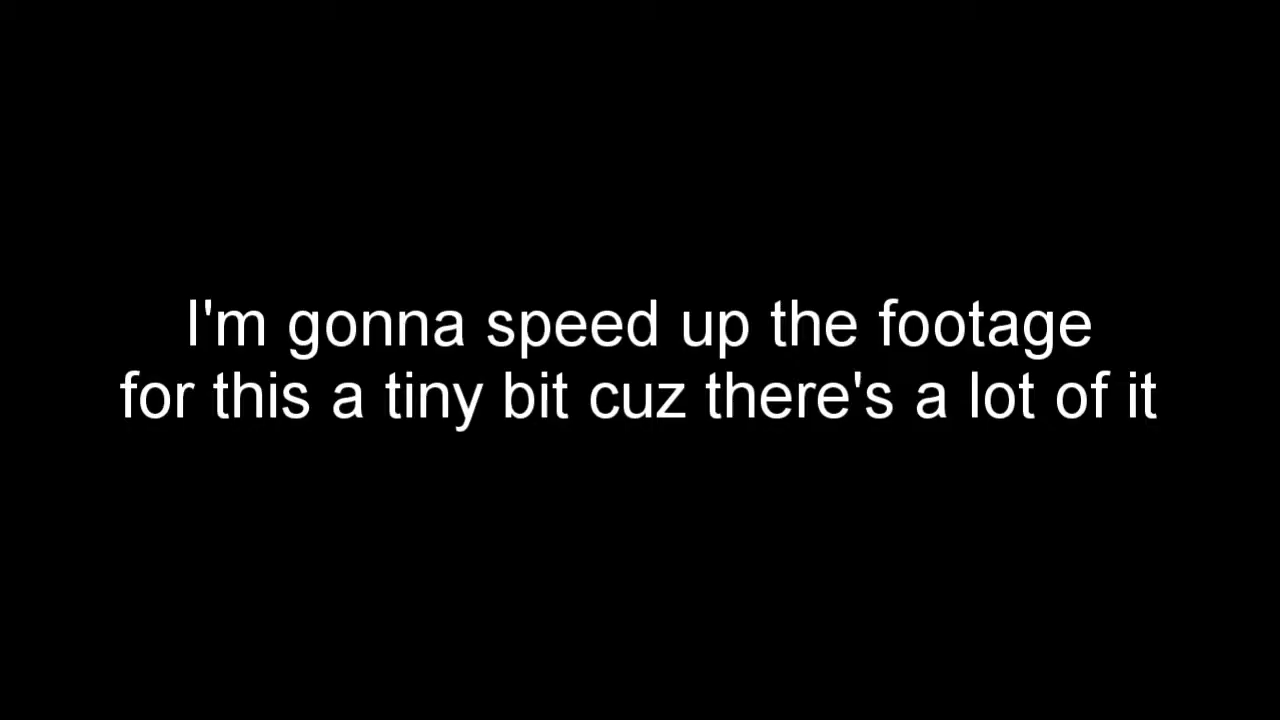 I'm gonna speed up the footage
for this a tiny bit cuz there's a lot of it